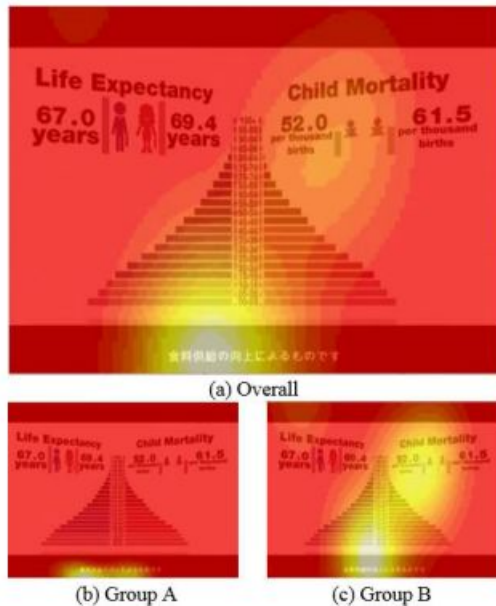 Life Expectancy
67.0 years
69.4 years
Child Mortality
52.0 per thousand births
61.5 per thousand births
食料供給の向上によるものです
(a) Overall
Life Expectancy
67.0 years
69.4 years
Child Mortality
52.0
61.5
(b) Group A
Life Expectancy
67.0 years
69.4 years
Child Mortality
52.0
61.5
(c) Group B